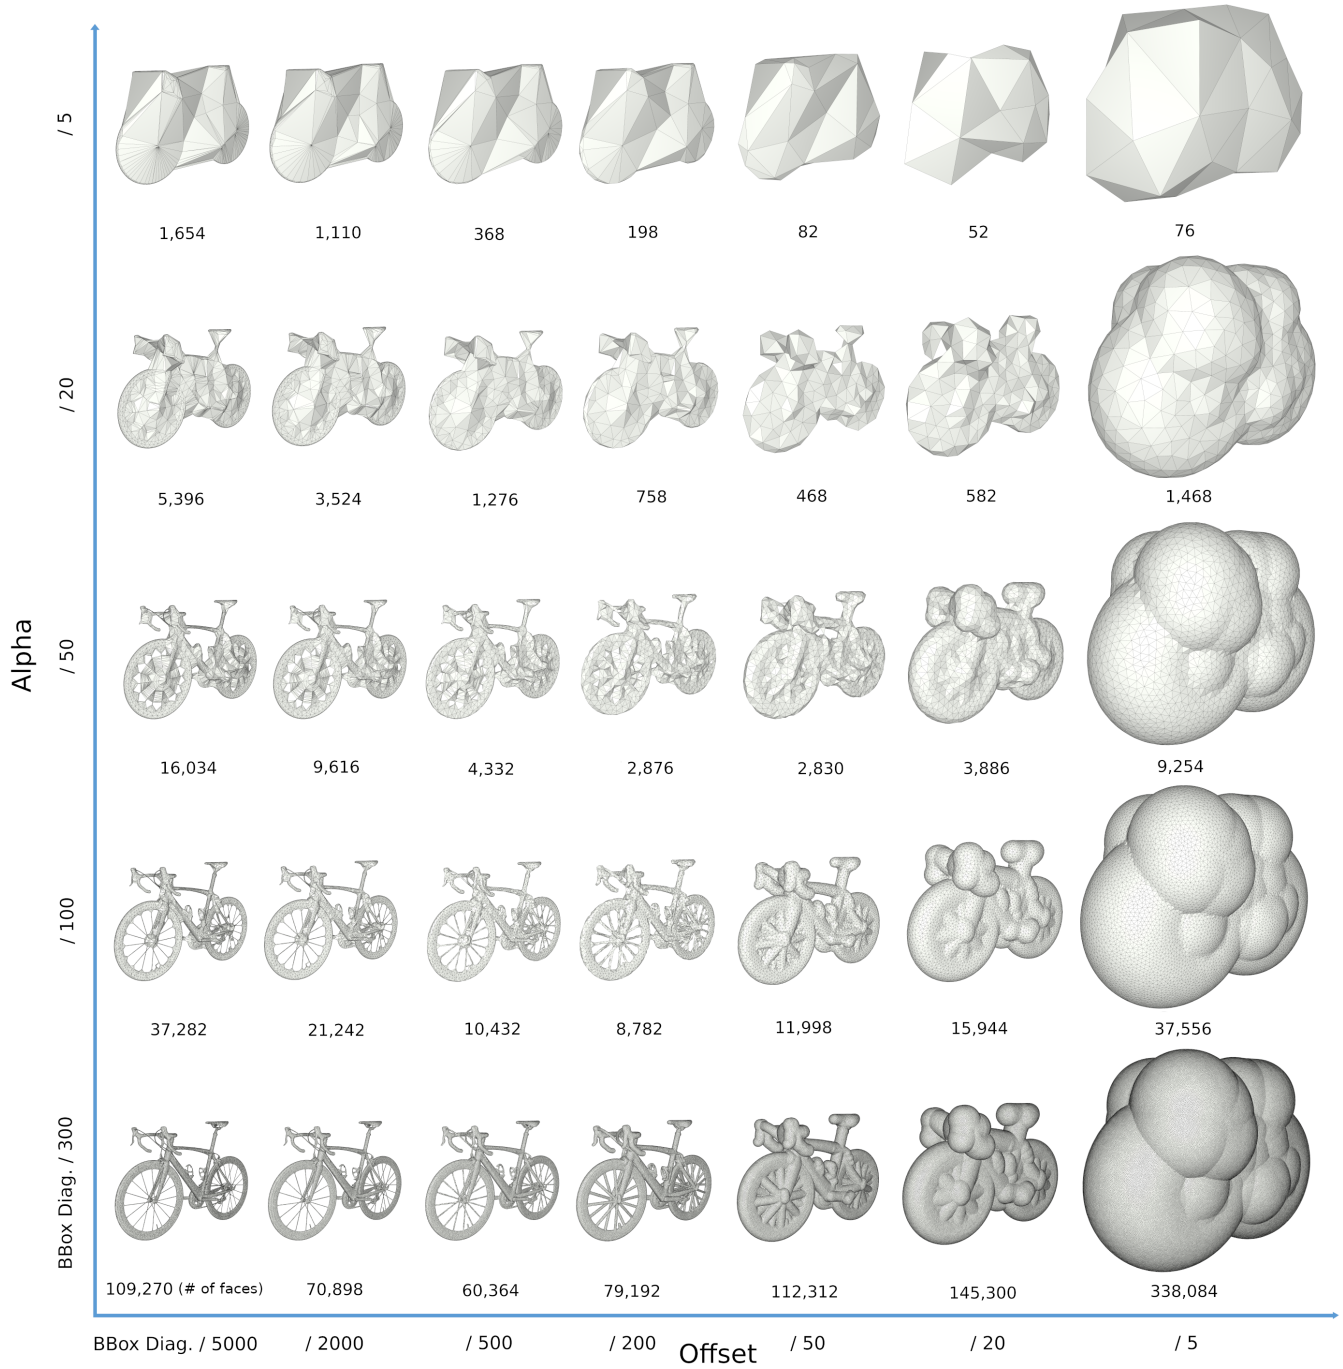 / 5
1,654 1,110 368 198 82 52 76
/ 20
5,396 3,524 1,276 758 468 582 1,468
Alpha
/ 50
16,034 9,616 4,332 2,876 2,830 3,886 9,254
/ 100
37,282 21,242 10,432 8,782 11,998 15,944 37,556
BBox Diag. / 300
109,270 (# of faces) 70,898 60,364 79,192 112,312 145,300 338,084
BBox Diag. / 5000 / 2000 / 500 / 200 / 50 / 20 / 5
Offset